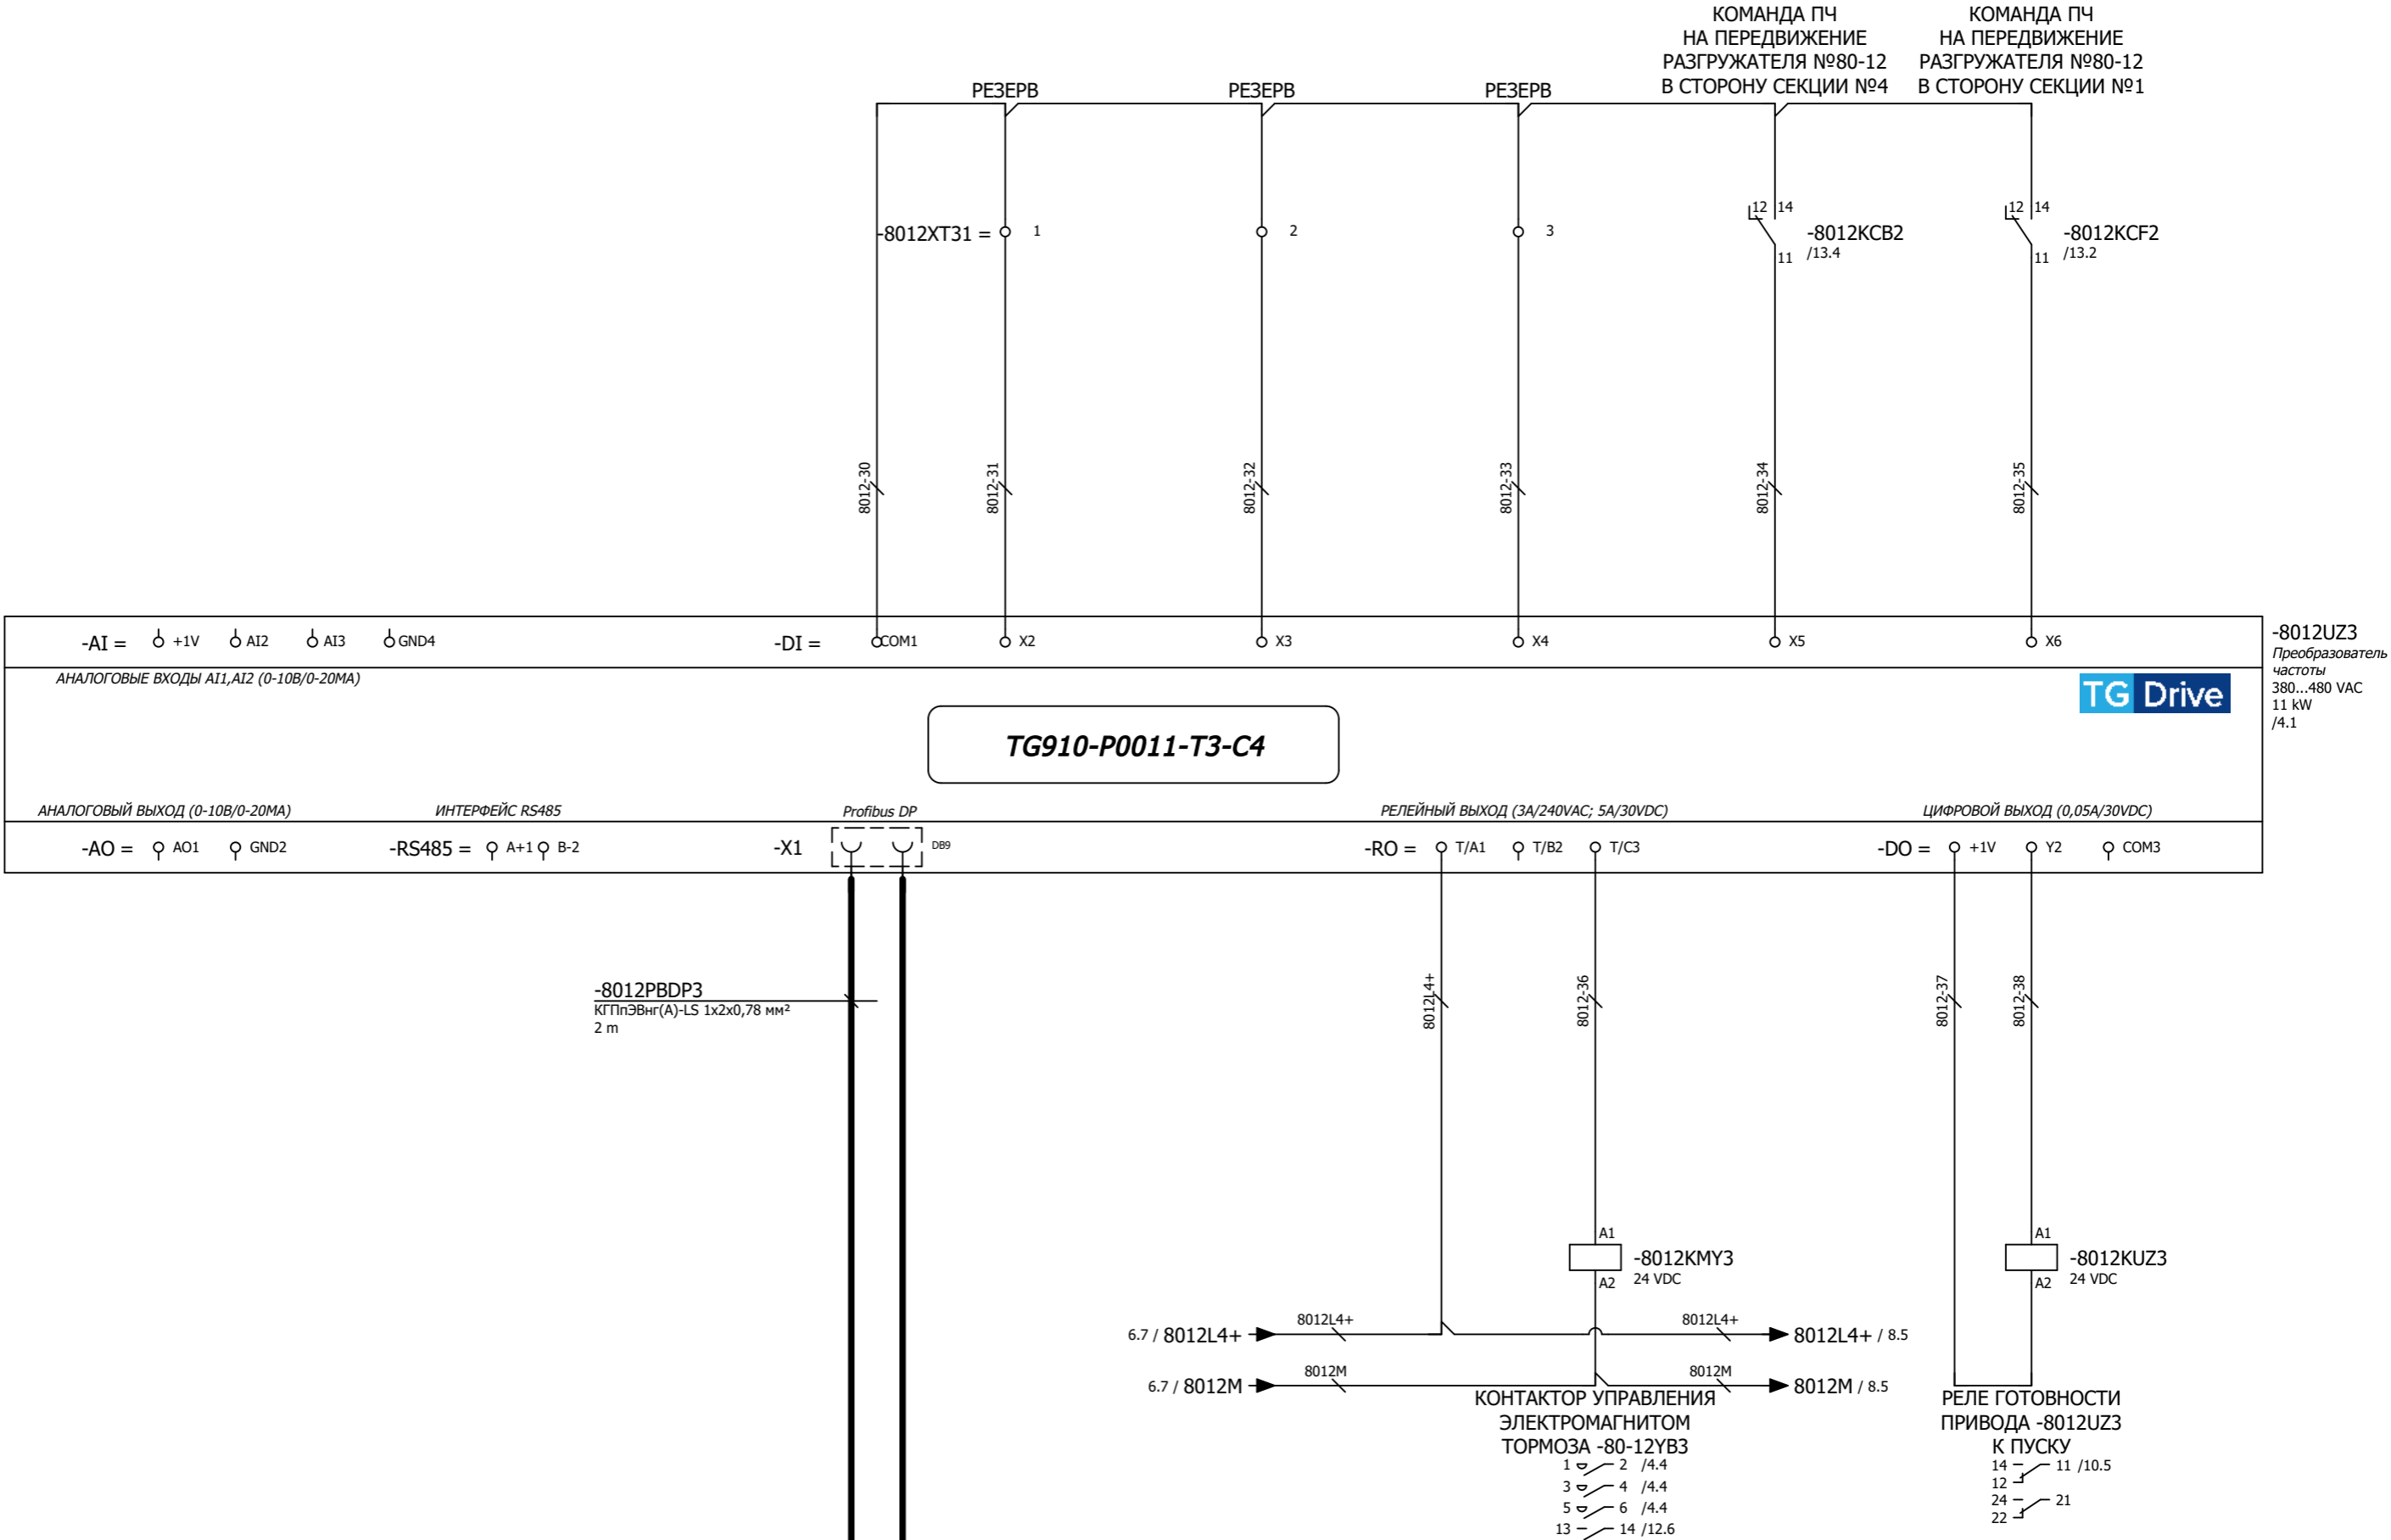 КОМАНДА ПЧ
НА ПЕРЕДВИЖЕНИЕ
РАЗГРУЖАТЕЛЯ №80-12
В СТОРОНУ СЕКЦИИ №4
КОМАНДА ПЧ
НА ПЕРЕДВИЖЕНИЕ
РАЗГРУЖАТЕЛЯ №80-12
В СТОРОНУ СЕКЦИИ №1
РЕЗЕРВ
РЕЗЕРВ
РЕЗЕРВ
-8012XT31 =
1
2
3
12 14
-8012KCB2
11 /13.4
12 14
-8012KCF2
11 /13.2
8012-30
8012-31
8012-32
8012-33
8012-34
8012-35
-AI = +1V AI2 AI3 GND4
-DI = COM1 X2 X3 X4 X5 X6
-8012UZ3
Преобразователь
частоты
380...480 VAC
11 kW
/4.1
АНАЛОГОВЫЕ ВХОДЫ AI1,AI2 (0-10В/0-20МА)
TG Drive
TG910-P0011-T3-C4
АНАЛОГОВЫЙ ВЫХОД (0-10В/0-20МА)
ИНТЕРФЕЙС RS485
Profibus DP
РЕЛЕЙНЫЙ ВЫХОД (3А/240VAC; 5А/30VDC)
ЦИФРОВОЙ ВЫХОД (0,05А/30VDC)
-AO = AO1 GND2
-RS485 = A+1 B-2
-X1 DB9
-RO = T/A1 T/B2 T/C3
-DO = +1V Y2 COM3
-8012PBDP3
КГПпЭВнг(А)-LS 1x2x0,78 мм²
2 m
8012L4+
8012-36
8012-37
8012-38
A1
-8012KMY3
A2 24 VDC
A1
-8012KUZ3
A2 24 VDC
6.7 / 8012L4+
8012L4+
8012L4+
8012L4+ / 8.5
6.7 / 8012M
8012M
8012M
8012M / 8.5
КОНТАКТОР УПРАВЛЕНИЯ
ЭЛЕКТРОМАГНИТОМ
ТОРМОЗА -80-12YB3
1 2 /4.4
3 4 /4.4
5 6 /4.4
13 14 /12.6
РЕЛЕ ГОТОВНОСТИ
ПРИВОДА -8012UZ3
К ПУСКУ
14 11 /10.5
12
24 21
22